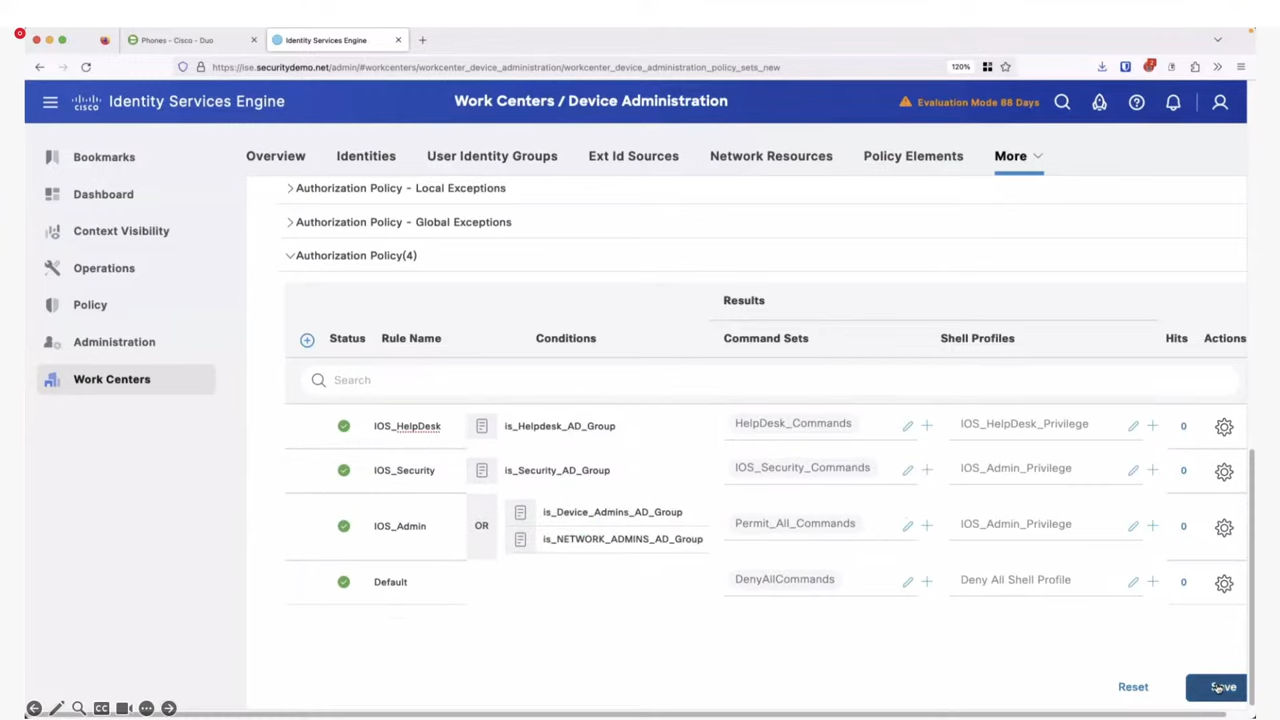 Phones - Cisco - Duo
Identity Services Engine
https://ise.securitydemo.net/admin/#workcenters/workcenter_device_administration/workcenter_device_administration_policy_sets_new
120%
CISCO Identity Services Engine
Work Centers / Device Administration
Evaluation Mode 88 Days
Bookmarks
Dashboard
Context Visibility
Operations
Policy
Administration
Work Centers
Overview Identities User Identity Groups Ext Id Sources Network Resources Policy Elements More
Authorization Policy - Local Exceptions
Authorization Policy - Global Exceptions
Authorization Policy(4)
Results
Status Rule Name Conditions Command Sets Shell Profiles Hits Actions
Search
IOS_HelpDesk is_Helpdesk_AD_Group HelpDesk_Commands IOS_HelpDesk_Privilege 0
IOS_Security is_Security_AD_Group IOS_Security_Commands IOS_Admin_Privilege 0
IOS_Admin OR is_Device_Admins_AD_Group Permit_All_Commands IOS_Admin_Privilege 0
is_NETWORK_ADMINS_AD_Group
Default DenyAllCommands Deny All Shell Profile 0
Reset Save
CC